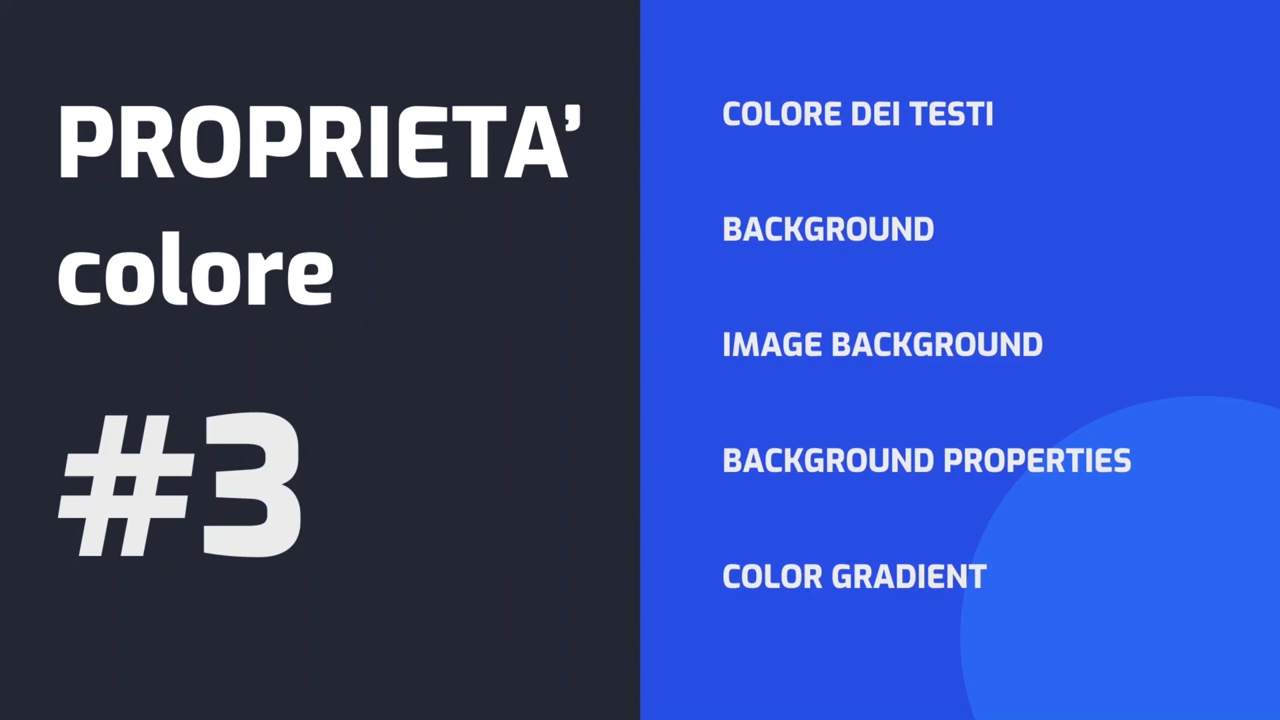 PROPRIETA’
colore
#3
COLORE DEI TESTI
BACKGROUND
IMAGE BACKGROUND
BACKGROUND PROPERTIES
COLOR GRADIENT